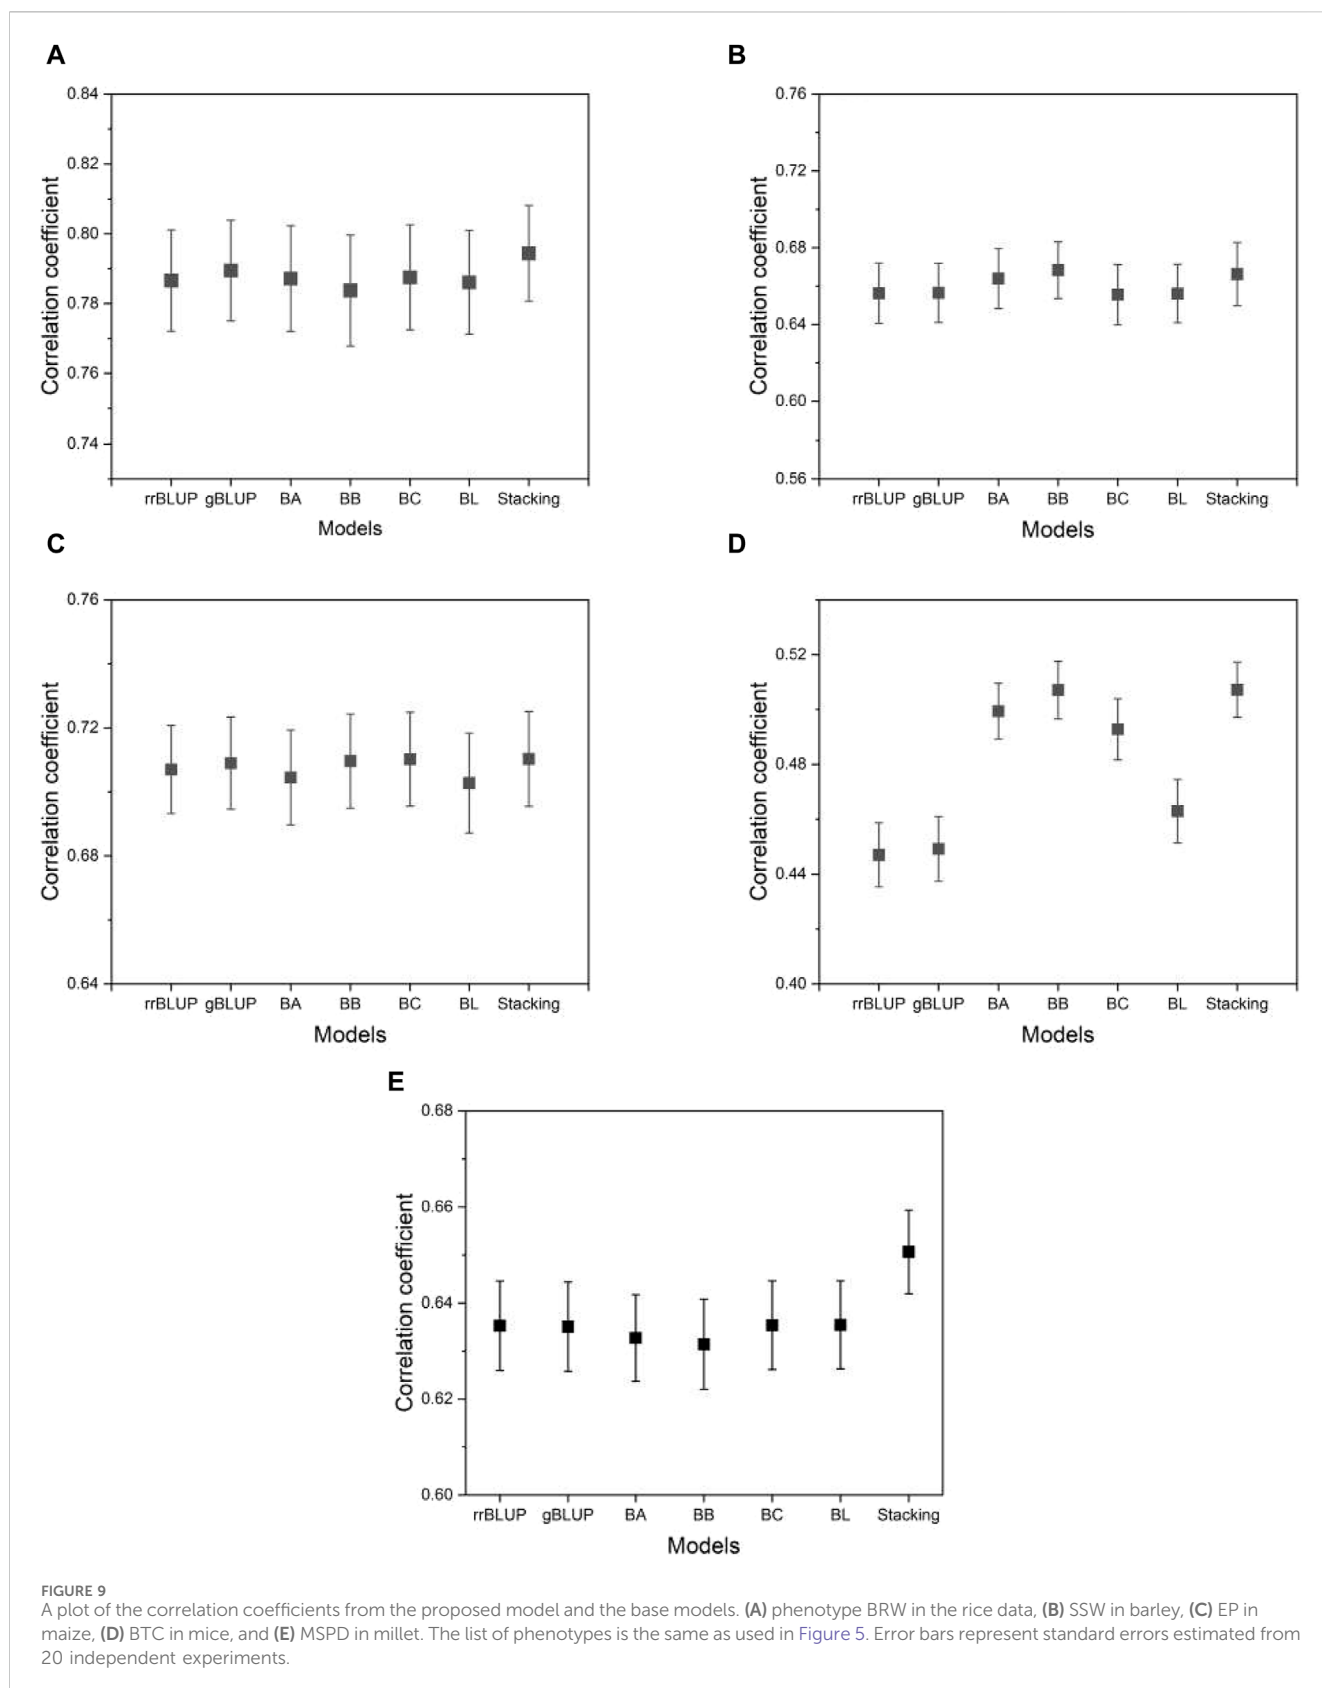 A
0.84
0.82
0.80
0.78
0.76
0.74
Correlation coefficient
rrBLUP gBLUP BA BB BC BL Stacking
Models
B
0.76
0.72
0.68
0.64
0.60
0.56
Correlation coefficient
rrBLUP gBLUP BA BB BC BL Stacking
Models
C
0.76
0.72
0.68
0.64
Correlation coefficient
rrBLUP gBLUP BA BB BC BL Stacking
Models
D
0.52
0.48
0.44
0.40
Correlation coefficient
rrBLUP gBLUP BA BB BC BL Stacking
Models
E
0.68
0.66
0.64
0.62
0.60
Correlation coefficient
rrBLUP gBLUP BA BB BC BL Stacking
Models
FIGURE 9
A plot of the correlation coefficients from the proposed model and the base models. (A) phenotype BRW in the rice data, (B) SSW in barley, (C) EP in
maize, (D) BTC in mice, and (E) MSPD in millet. The list of phenotypes is the same as used in Figure 5. Error bars represent standard errors estimated from
20 independent experiments.